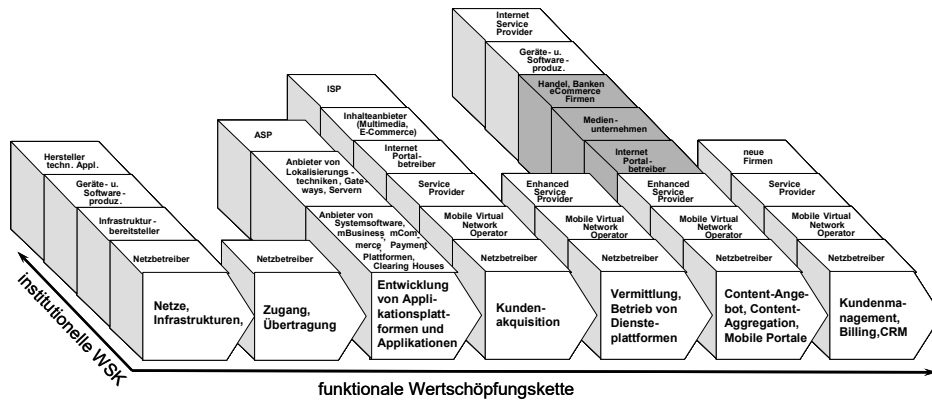 Hersteller
techn. Appl.
Geräte- u.
Software-
produz.
Infrastruktur-
bereitsteller
Netzbetreiber
Netze,
Infrastrukturen,
ASP
Anbieter von
Lokalisierungs-
techniken, Gate-
ways, Servern
Netzbetreiber
Zugang,
Übertragung
Anbieter von
Systemsoftware,
mBusiness, mCom
merce, Payment
Plattformen,
Clearing Houses
Entwicklung
von Appli-
kationsplatt-
formen und
Applikationen
ISP
Inhalteanbieter
(Multimedia,
E-Commerce)
Internet
Portal-
betreiber
Service
Provider
Mobile Virtual
Network
Operator
Netzbetreiber
Kunden-
akquisition
Enhanced
Service
Provider
Mobile Virtual
Network
Operator
Netzbetreiber
Vermittlung,
Betrieb von
Dienste-
plattformen
Internet
Service
Provider
Geräte- u.
Software-
produz.
Handel, Banken
eCommerce
Firmen
Medien-
unternehmen
Internet
Portal-
betreiber
Enhanced
Service
Provider
Mobile Virtual
Network
Operator
Netzbetreiber
Content-Ange-
bot, Content-
Aggregation,
Mobile Portale
neue
Firmen
Service
Provider
Mobile Virtual
Network
Operator
Netzbetreiber
Kundenma-
nagement,
Billing,CRM
institutionelle WSK
funktionale Wertschöpfungskette